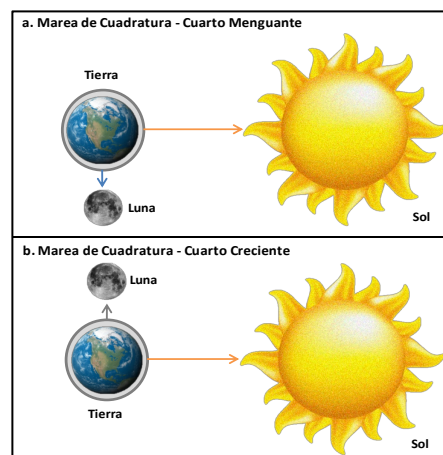 a. Marea de Cuadratura - Cuarto Menguante
Tierra
Luna
Sol
b. Marea de Cuadratura - Cuarto Creciente
Luna
Tierra
Sol